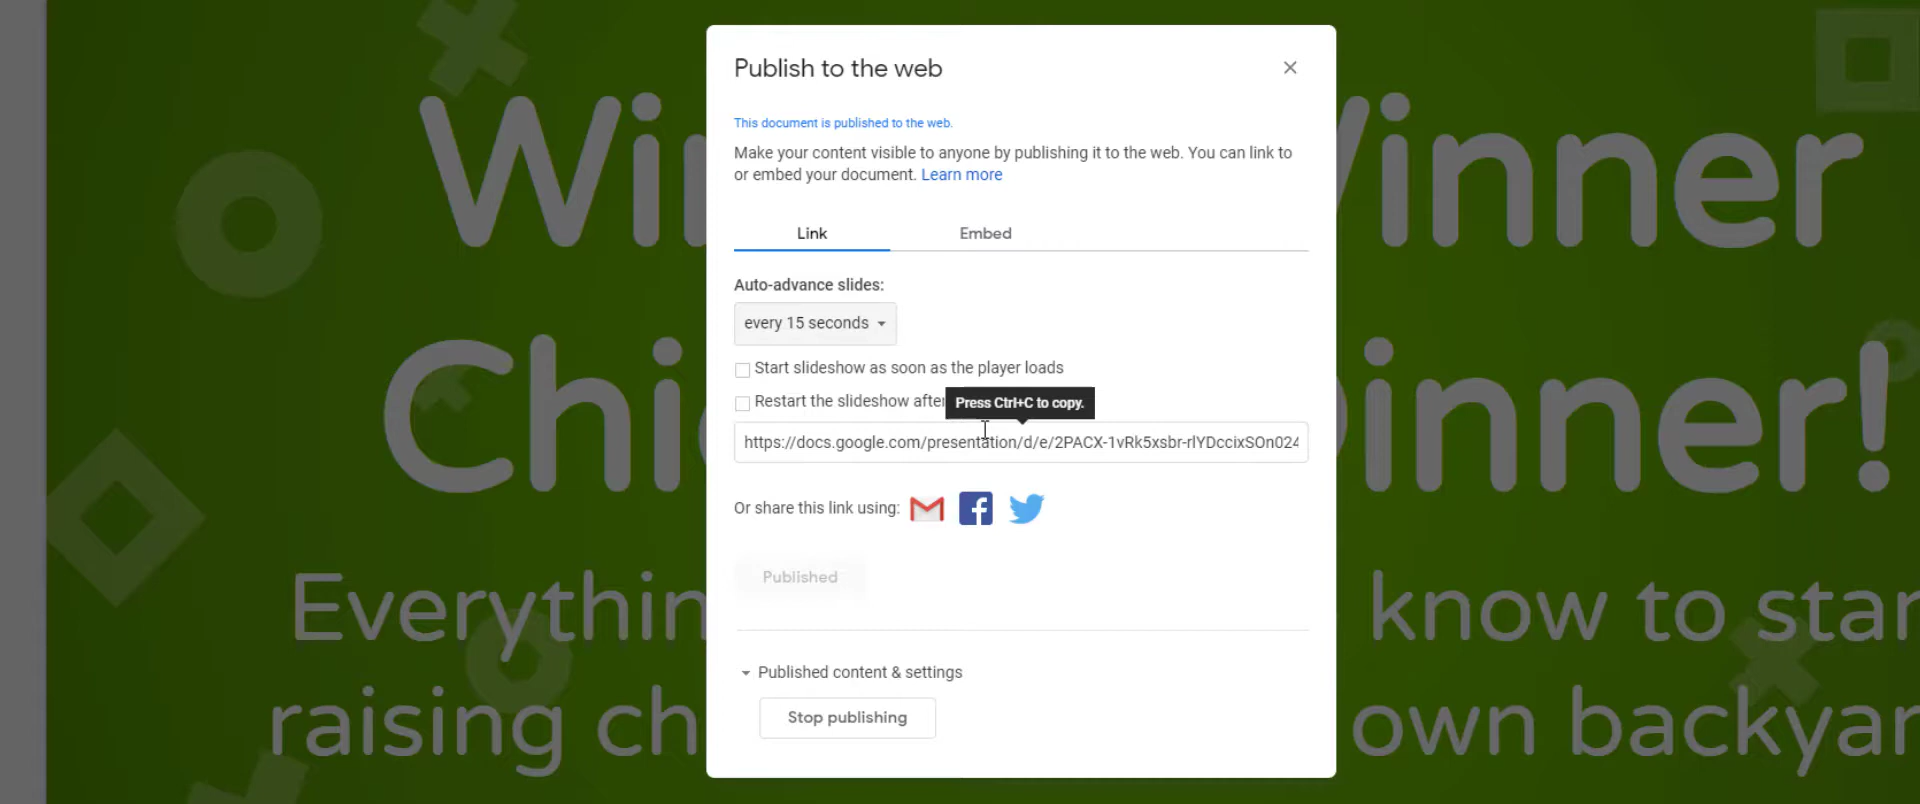 Publish to the web
This document is published to the web.
Make your content visible to anyone by publishing it to the web. You can link to
or embed your document. Learn more
Link Embed
Auto-advance slides:
every 15 seconds
Start slideshow as soon as the player loads
Restart the slideshow after
Press Ctrl+C to copy.
https://docs.google.com/presentation/d/e/2PACX-1vRk5xsbr-rlYDccixSOn024
Or share this link using:
Published
Published content & settings
Stop publishing
Winner
Chi inner!
Everythin know to star
raising ch own backyar